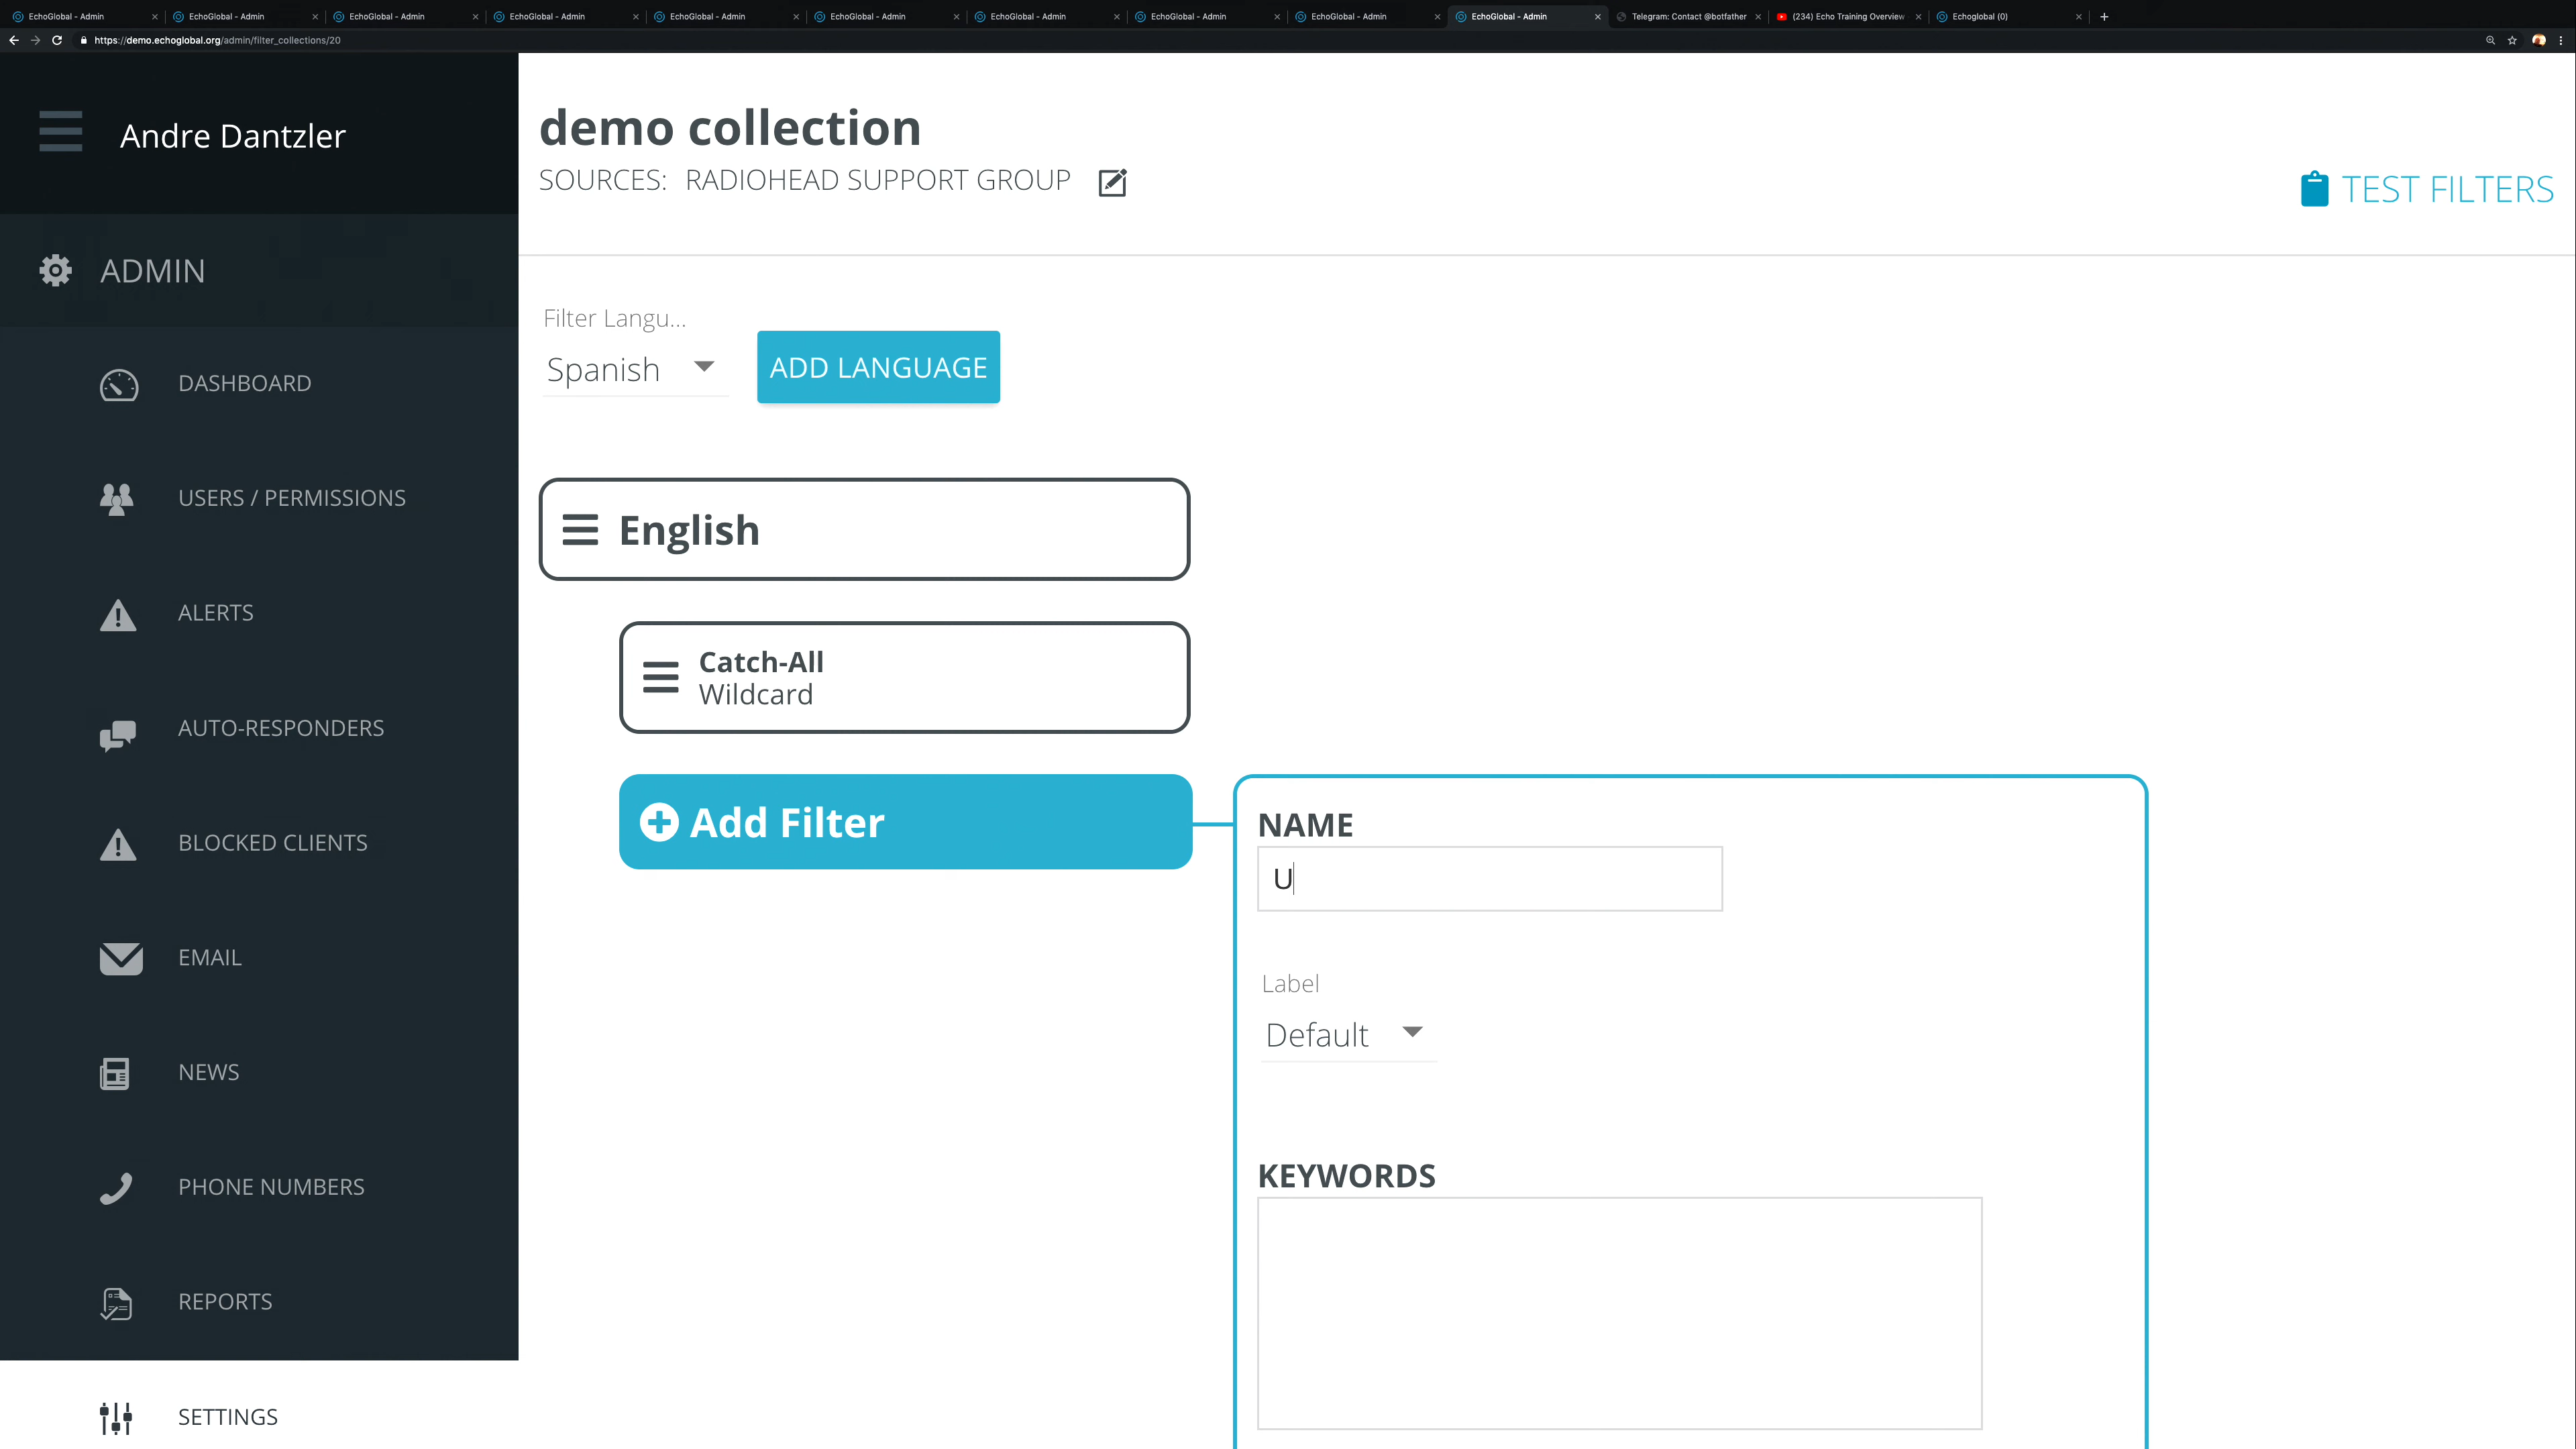 EchoGlobal - Admin
EchoGlobal - Admin
EchoGlobal - Admin
EchoGlobal - Admin
EchoGlobal - Admin
EchoGlobal - Admin
EchoGlobal - Admin
EchoGlobal - Admin
EchoGlobal - Admin
EchoGlobal - Admin
Telegram: Contact @botfather
(234) Echo Training Overview
Echoglobal (0)
https://demo.echoglobal.org/admin/filter_collections/20
Andre Dantzler
ADMIN
DASHBOARD
USERS / PERMISSIONS
ALERTS
AUTO-RESPONDERS
BLOCKED CLIENTS
EMAIL
NEWS
PHONE NUMBERS
REPORTS
SETTINGS
demo collection
SOURCES: RADIOHEAD SUPPORT GROUP
TEST FILTERS
Filter Langu...
Spanish
ADD LANGUAGE
English
Catch-All
Wildcard
Add Filter
NAME
U
Label
Default
KEYWORDS